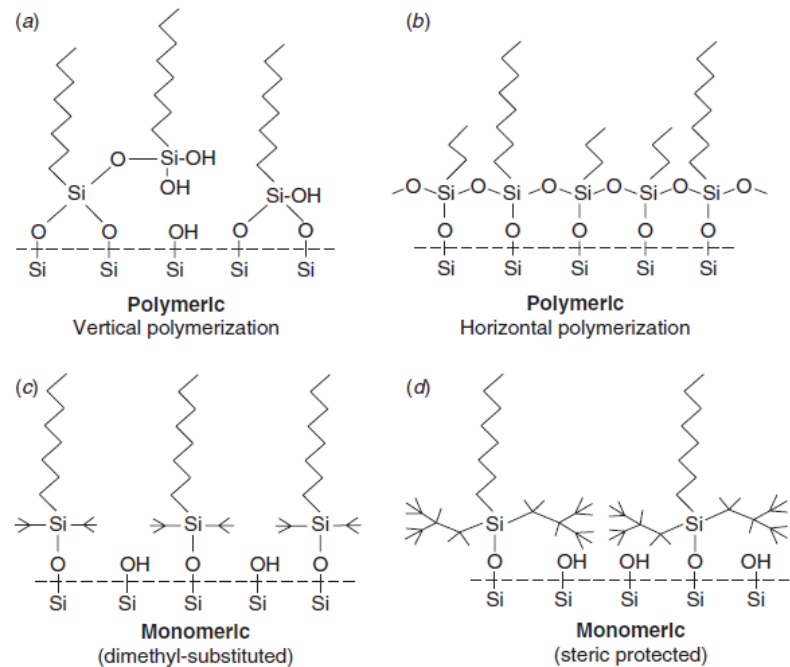 (a)
O Si-OH
OH
Si Si-OH
O O OH O O
Si Si Si Si Si
Polymeric
Vertical polymerization
(b)
O Si O Si O Si O Si O Si O
O O O O O
Si Si Si Si Si
Polymeric
Horizontal polymerization
(c)
Si Si Si
O OH O OH O
Si Si Si Si Si
Monomeric
(dimethyl-substituted)
(d)
Si Si
O OH OH O OH
Si Si Si Si Si
Monomeric
(steric protected)